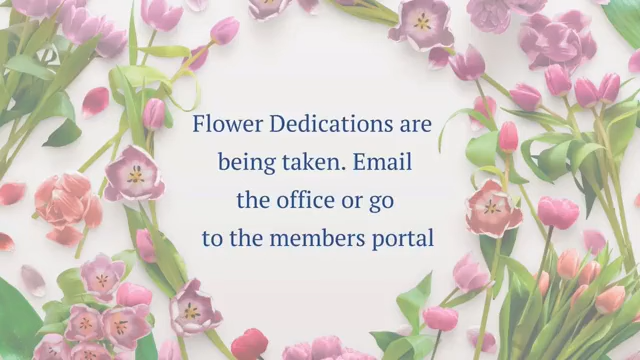 Flower Dedications are
being taken. Email
the office or go
to the members portal